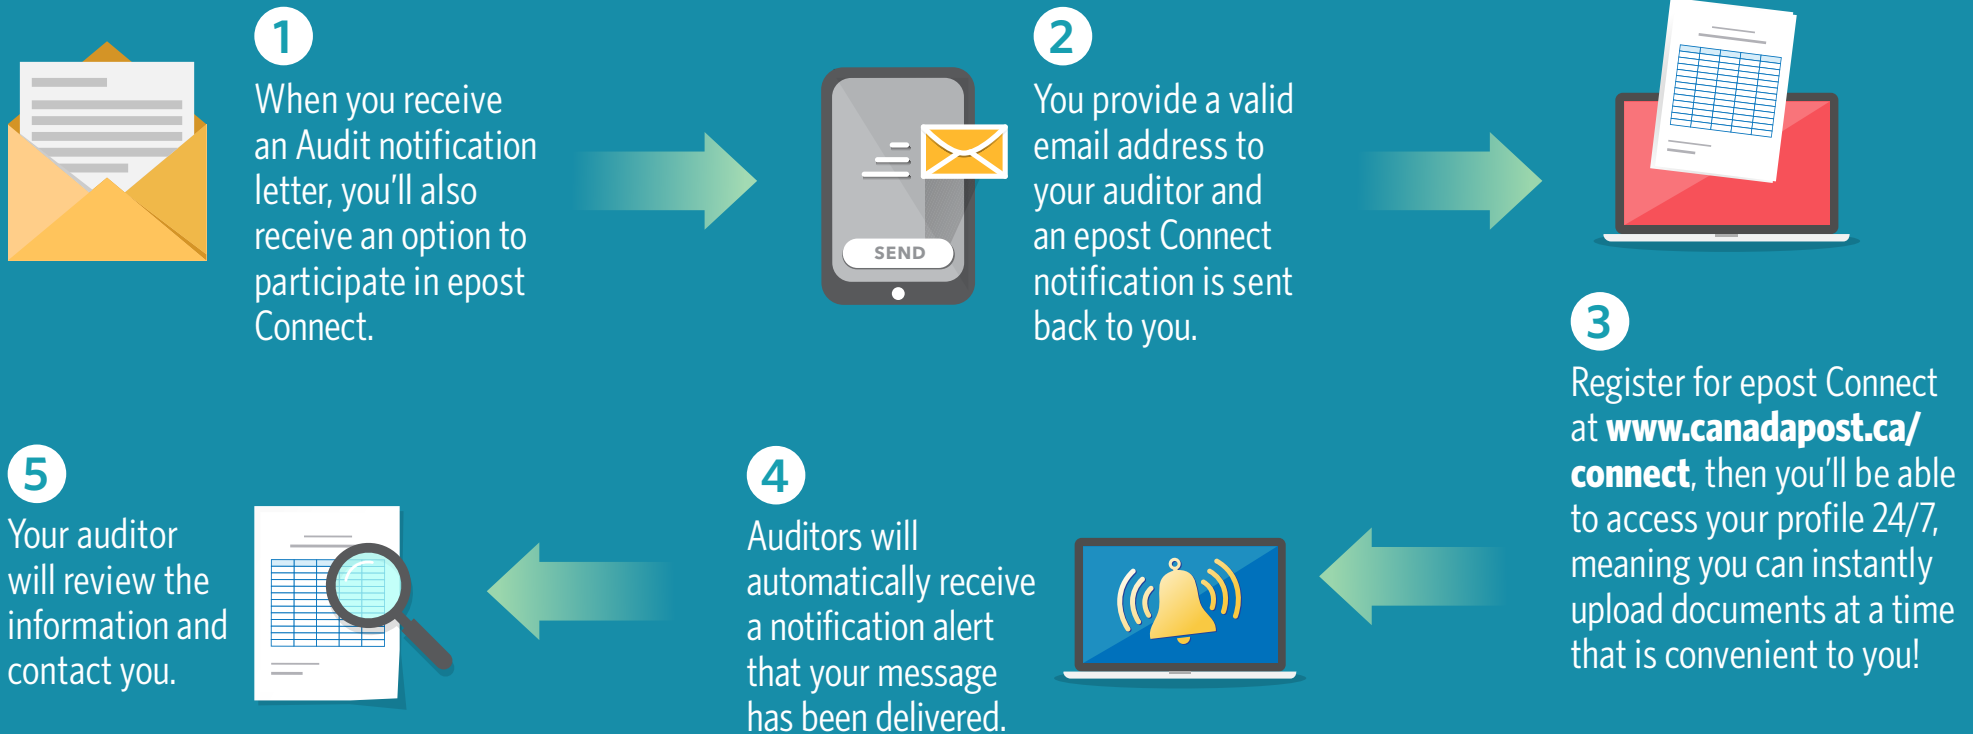 1
When you receive
an Audit notification
letter, you'll also
receive an option to
participate in epost
Connect.
SEND
2
You provide a valid
email address to
your auditor and
an epost Connect
notification is sent
back to you.
3
Register for epost Connect
at www.canadapost.ca/
connect, then you'll be able
to access your profile 24/7,
meaning you can instantly
upload documents at a time
that is convenient to you!
4
Auditors will
automatically receive
a notification alert
that your message
has been delivered.
5
Your auditor
will review the
information and
contact you.